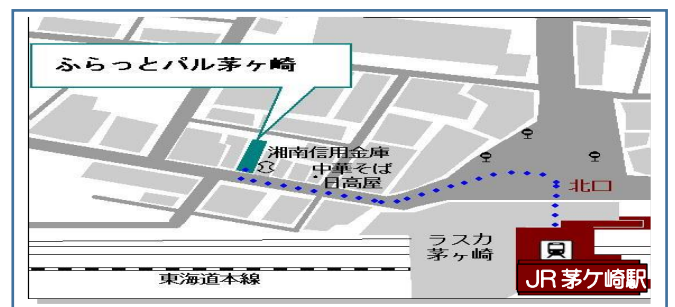 ふらっとパル茅ヶ崎
湘南信用金庫
中華そば
日高屋
北口
ラスカ
茅ヶ崎
JR茅ケ崎駅
東海道本線